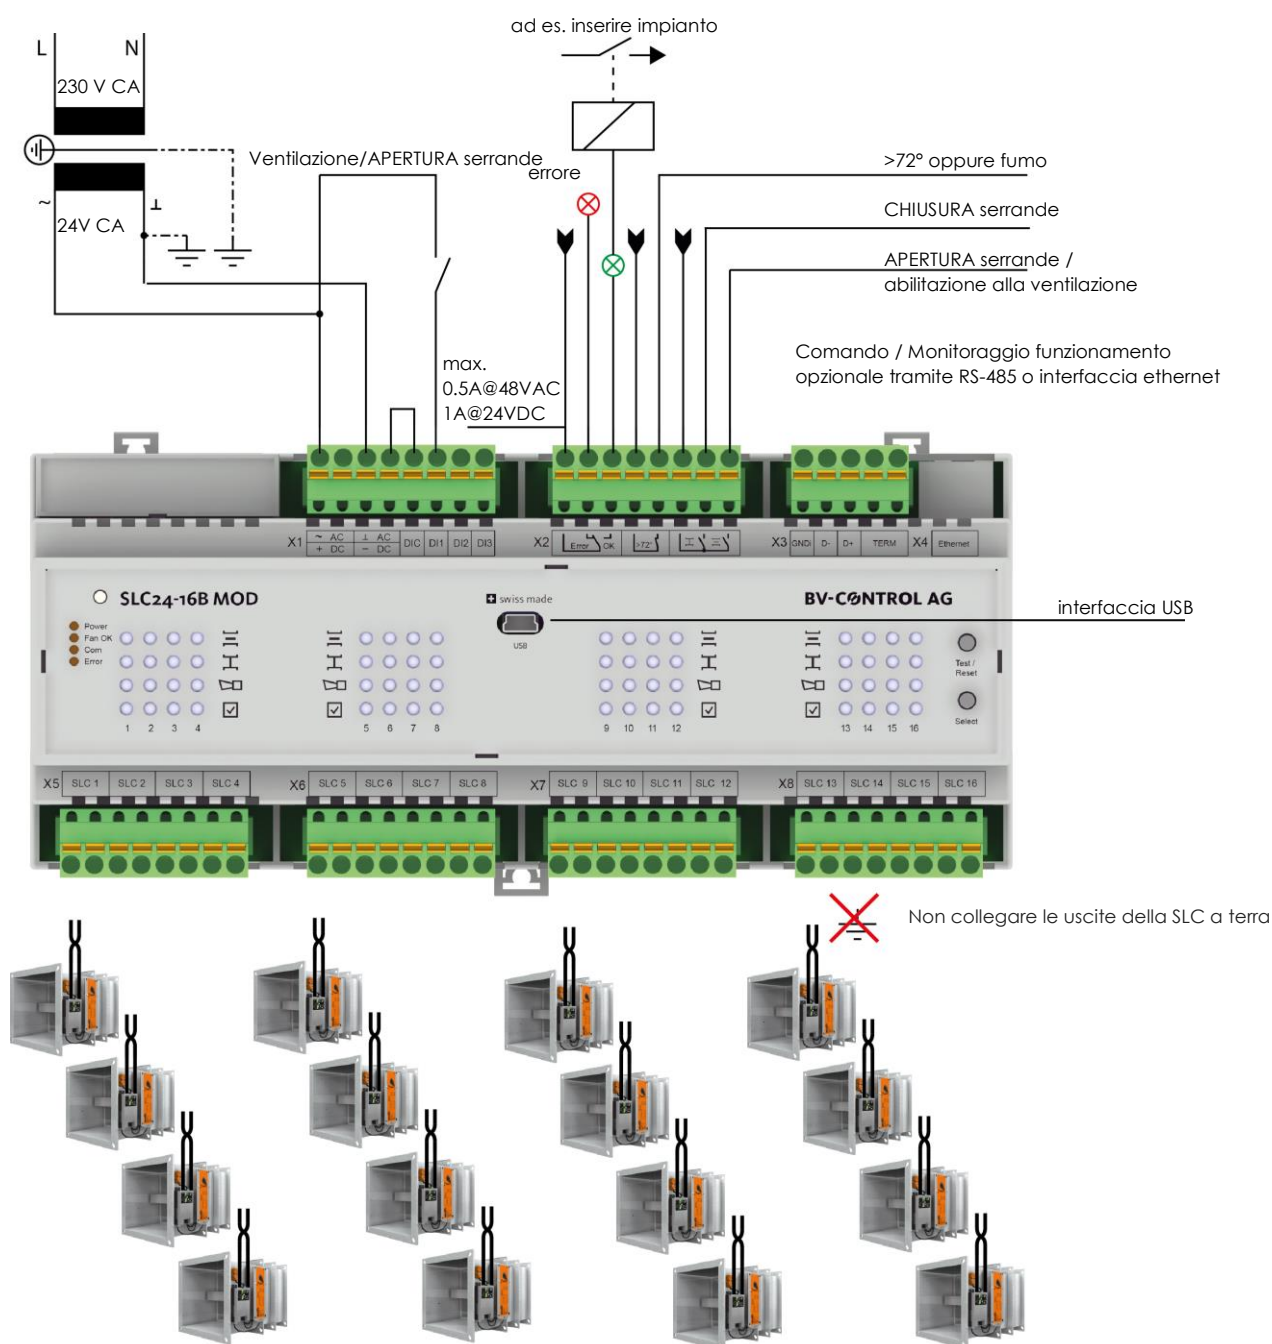 ad es. inserire impianto
L N
230 V CA
Ventilazione/APERTURA serrande
errore
>72° oppure fumo
~ ⊥
24V CA
CHIUSURA serrande
APERTURA serrande /
abilitazione alla ventilazione
Comando / Monitoraggio funzionamento
opzionale tramite RS-485 o interfaccia ethernet
max.
0.5A@48VAC
1A@24VDC
X1 ~ AC ⊥ AC DIC DI1 DI2 DI3
+ DC − DC
X2 Error OK >72°
X3 GNDi D- D+ TERM X4 Ethernet
SLC24-16B MOD
swiss made
USB
BV-CONTROL AG
interfaccia USB
Power
Fan OK
Com
Error
Test /
Reset
Select
1 2 3 4
5 6 7 8
9 10 11 12
13 14 15 16
X5 SLC 1 SLC 2 SLC 3 SLC 4
X6 SLC 5 SLC 6 SLC 7 SLC 8
X7 SLC 9 SLC 10 SLC 11 SLC 12
X8 SLC 13 SLC 14 SLC 15 SLC 16
Non collegare le uscite della SLC a terra